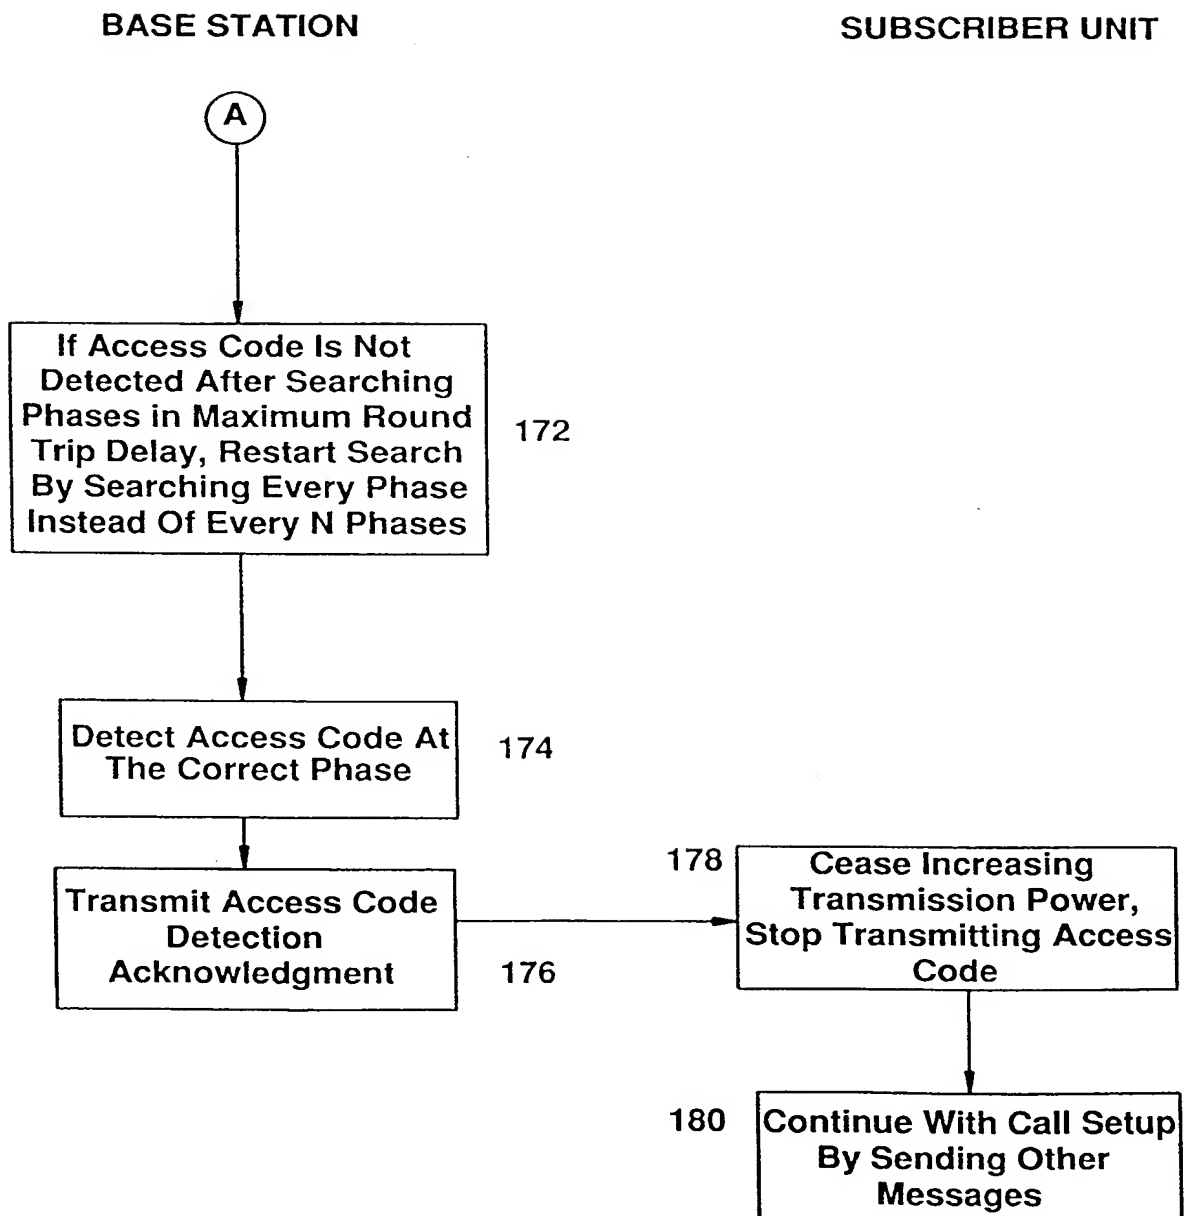 BASE STATION
SUBSCRIBER UNIT
A
If Access Code Is Not
Detected After Searching
Phases in Maximum Round
Trip Delay, Restart Search
By Searching Every Phase
Instead Of Every N Phases
172
Detect Access Code At
The Correct Phase
174
Transmit Access Code
Detection
Acknowledgment
176
178
Cease Increasing
Transmission Power,
Stop Transmitting Access
Code
180
Continue With Call Setup
By Sending Other
Messages